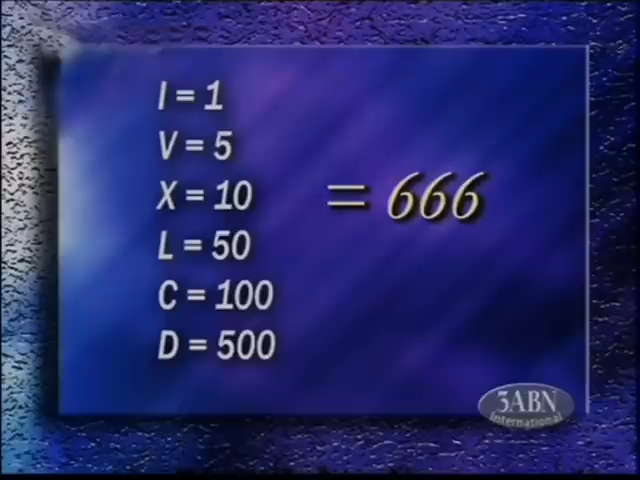 I = 1
V = 5
X = 10
= 666
L = 50
C = 100
D = 500
3ABN
International